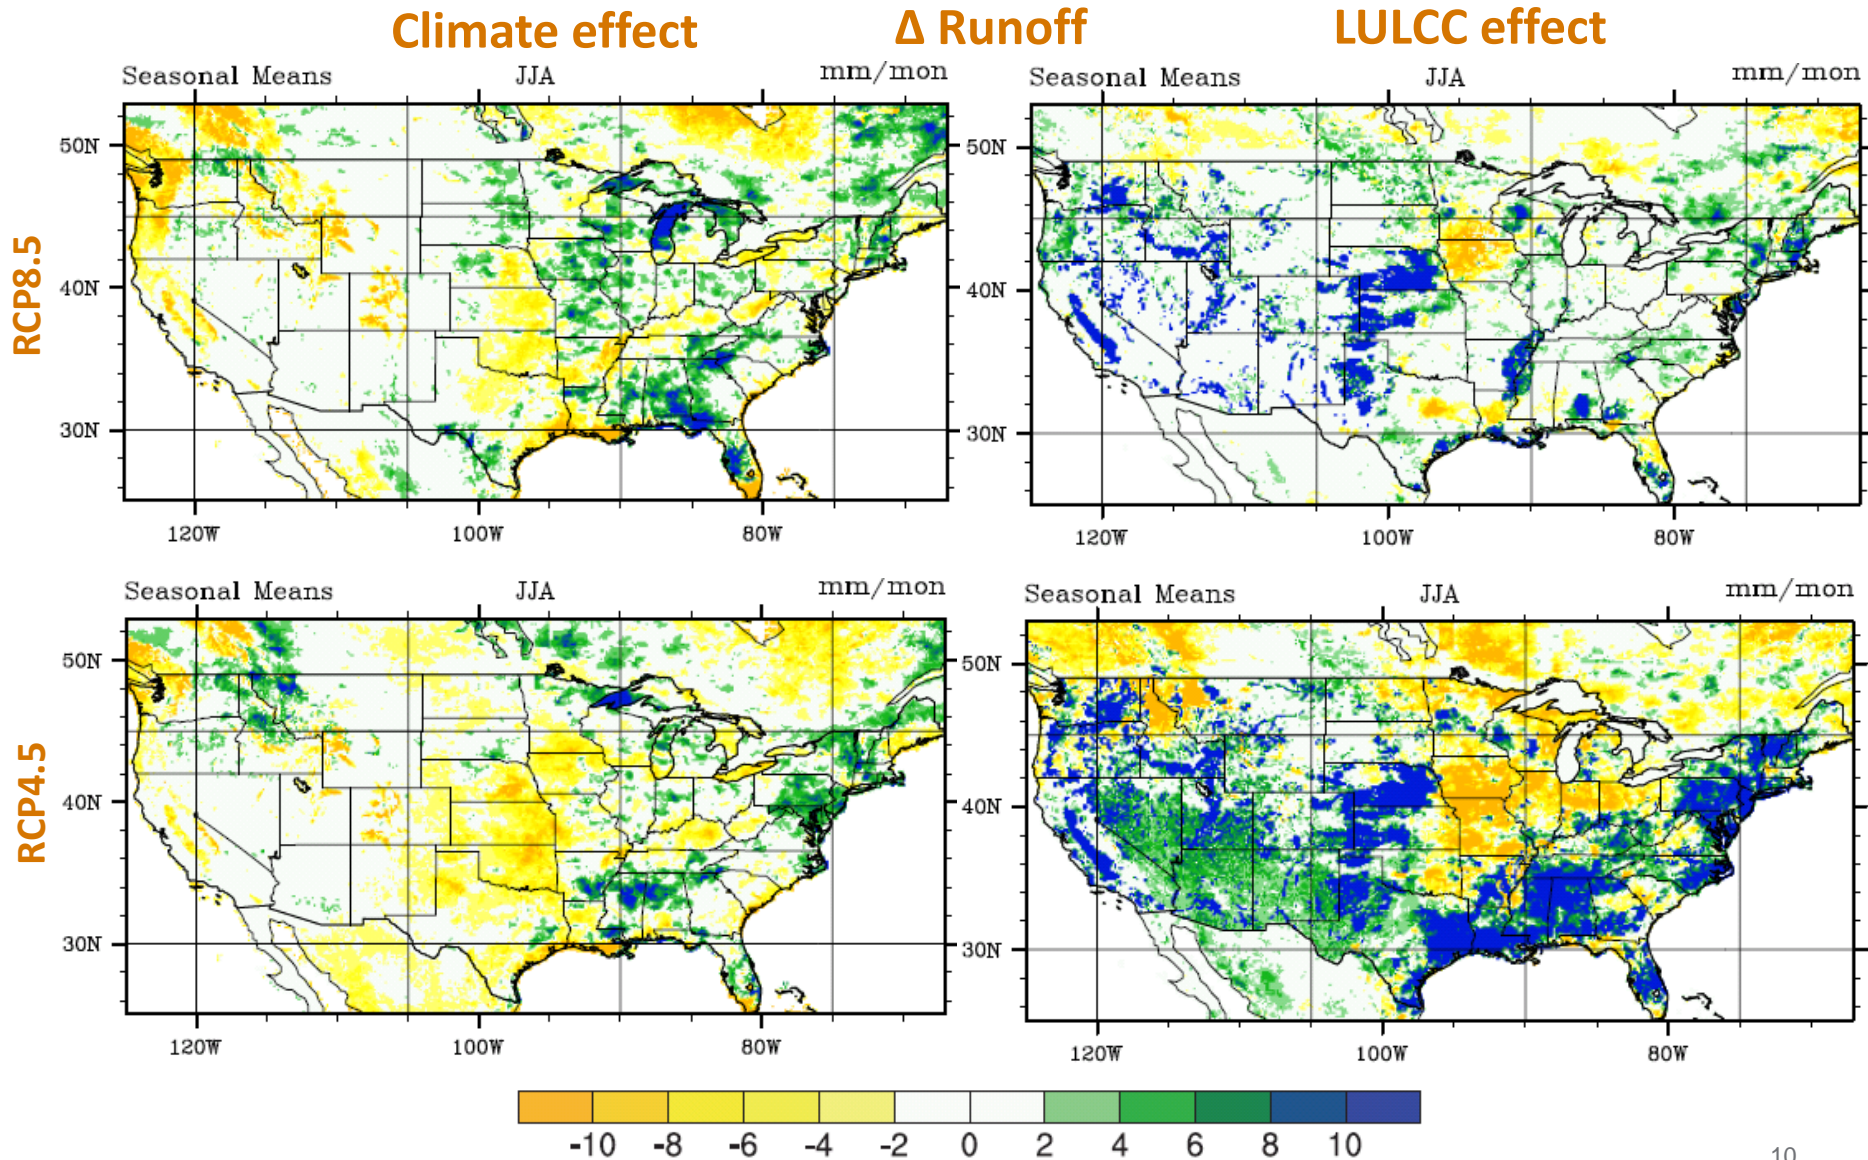 Climate effect Δ Runoff LULCC effect
Seasonal Means JJA mm/mon
Seasonal Means JJA mm/mon
RCP8.5
50N
40N
30N
120W 100W 80W
50N
40N
30N
120W 100W 80W
Seasonal Means JJA mm/mon
Seasonal Means JJA mm/mon
RCP4.5
50N
40N
30N
120W 100W 80W
50N
40N
30N
120W 100W 80W
-10 -8 -6 -4 -2 0 2 4 6 8 10
10